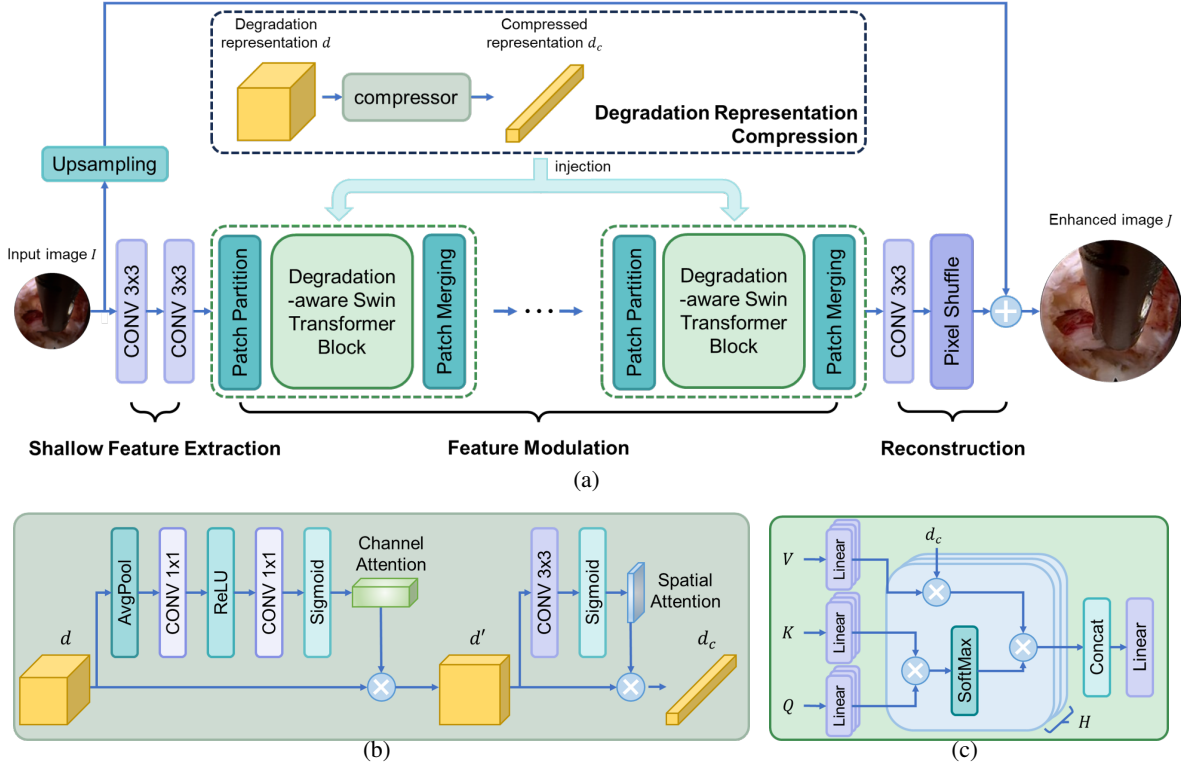 Degradation
representation d
Compressed
representation d_c
compressor
Degradation Representation
Compression
Upsampling
injection
Input image I
Enhanced image J
CONV 3x3
CONV 3x3
Patch Partition
Degradation
-aware Swin
Transformer
Block
Patch Merging
...
Patch Partition
Degradation
-aware Swin
Transformer
Block
Patch Merging
CONV 3x3
Pixel Shuffle
Shallow Feature Extraction
Feature Modulation
Reconstruction
(a)
d
AvgPool
CONV 1x1
ReLU
CONV 1x1
Sigmoid
Channel
Attention
d'
CONV 3x3
Sigmoid
Spatial
Attention
d_c
(b)
V
Linear
K
Linear
Q
Linear
d_c
SoftMax
Concat
Linear
H
(c)